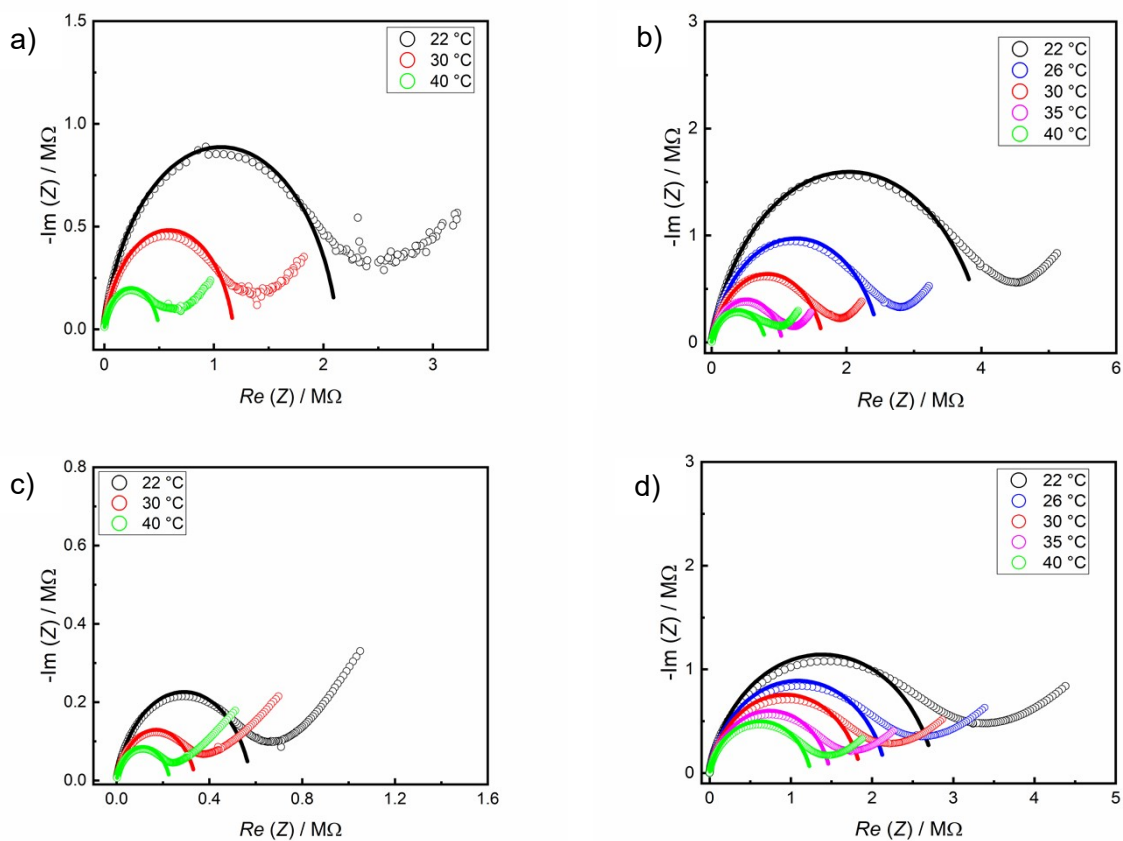 a)
1.5
1.0
0.5
0.0
-Im (Z) / MΩ
22 °C
30 °C
40 °C
0
1
2
3
Re (Z) / MΩ
b)
3
2
1
0
-Im (Z) / MΩ
22 °C
26 °C
30 °C
35 °C
40 °C
0
2
4
6
Re (Z) / MΩ
c)
0.8
0.6
0.4
0.2
0.0
-Im (Z) / MΩ
22 °C
30 °C
40 °C
0.0
0.4
0.8
1.2
1.6
Re (Z) / MΩ
d)
3
2
1
0
-Im (Z) / MΩ
22 °C
26 °C
30 °C
35 °C
40 °C
0
1
2
3
4
5
Re (Z) / MΩ